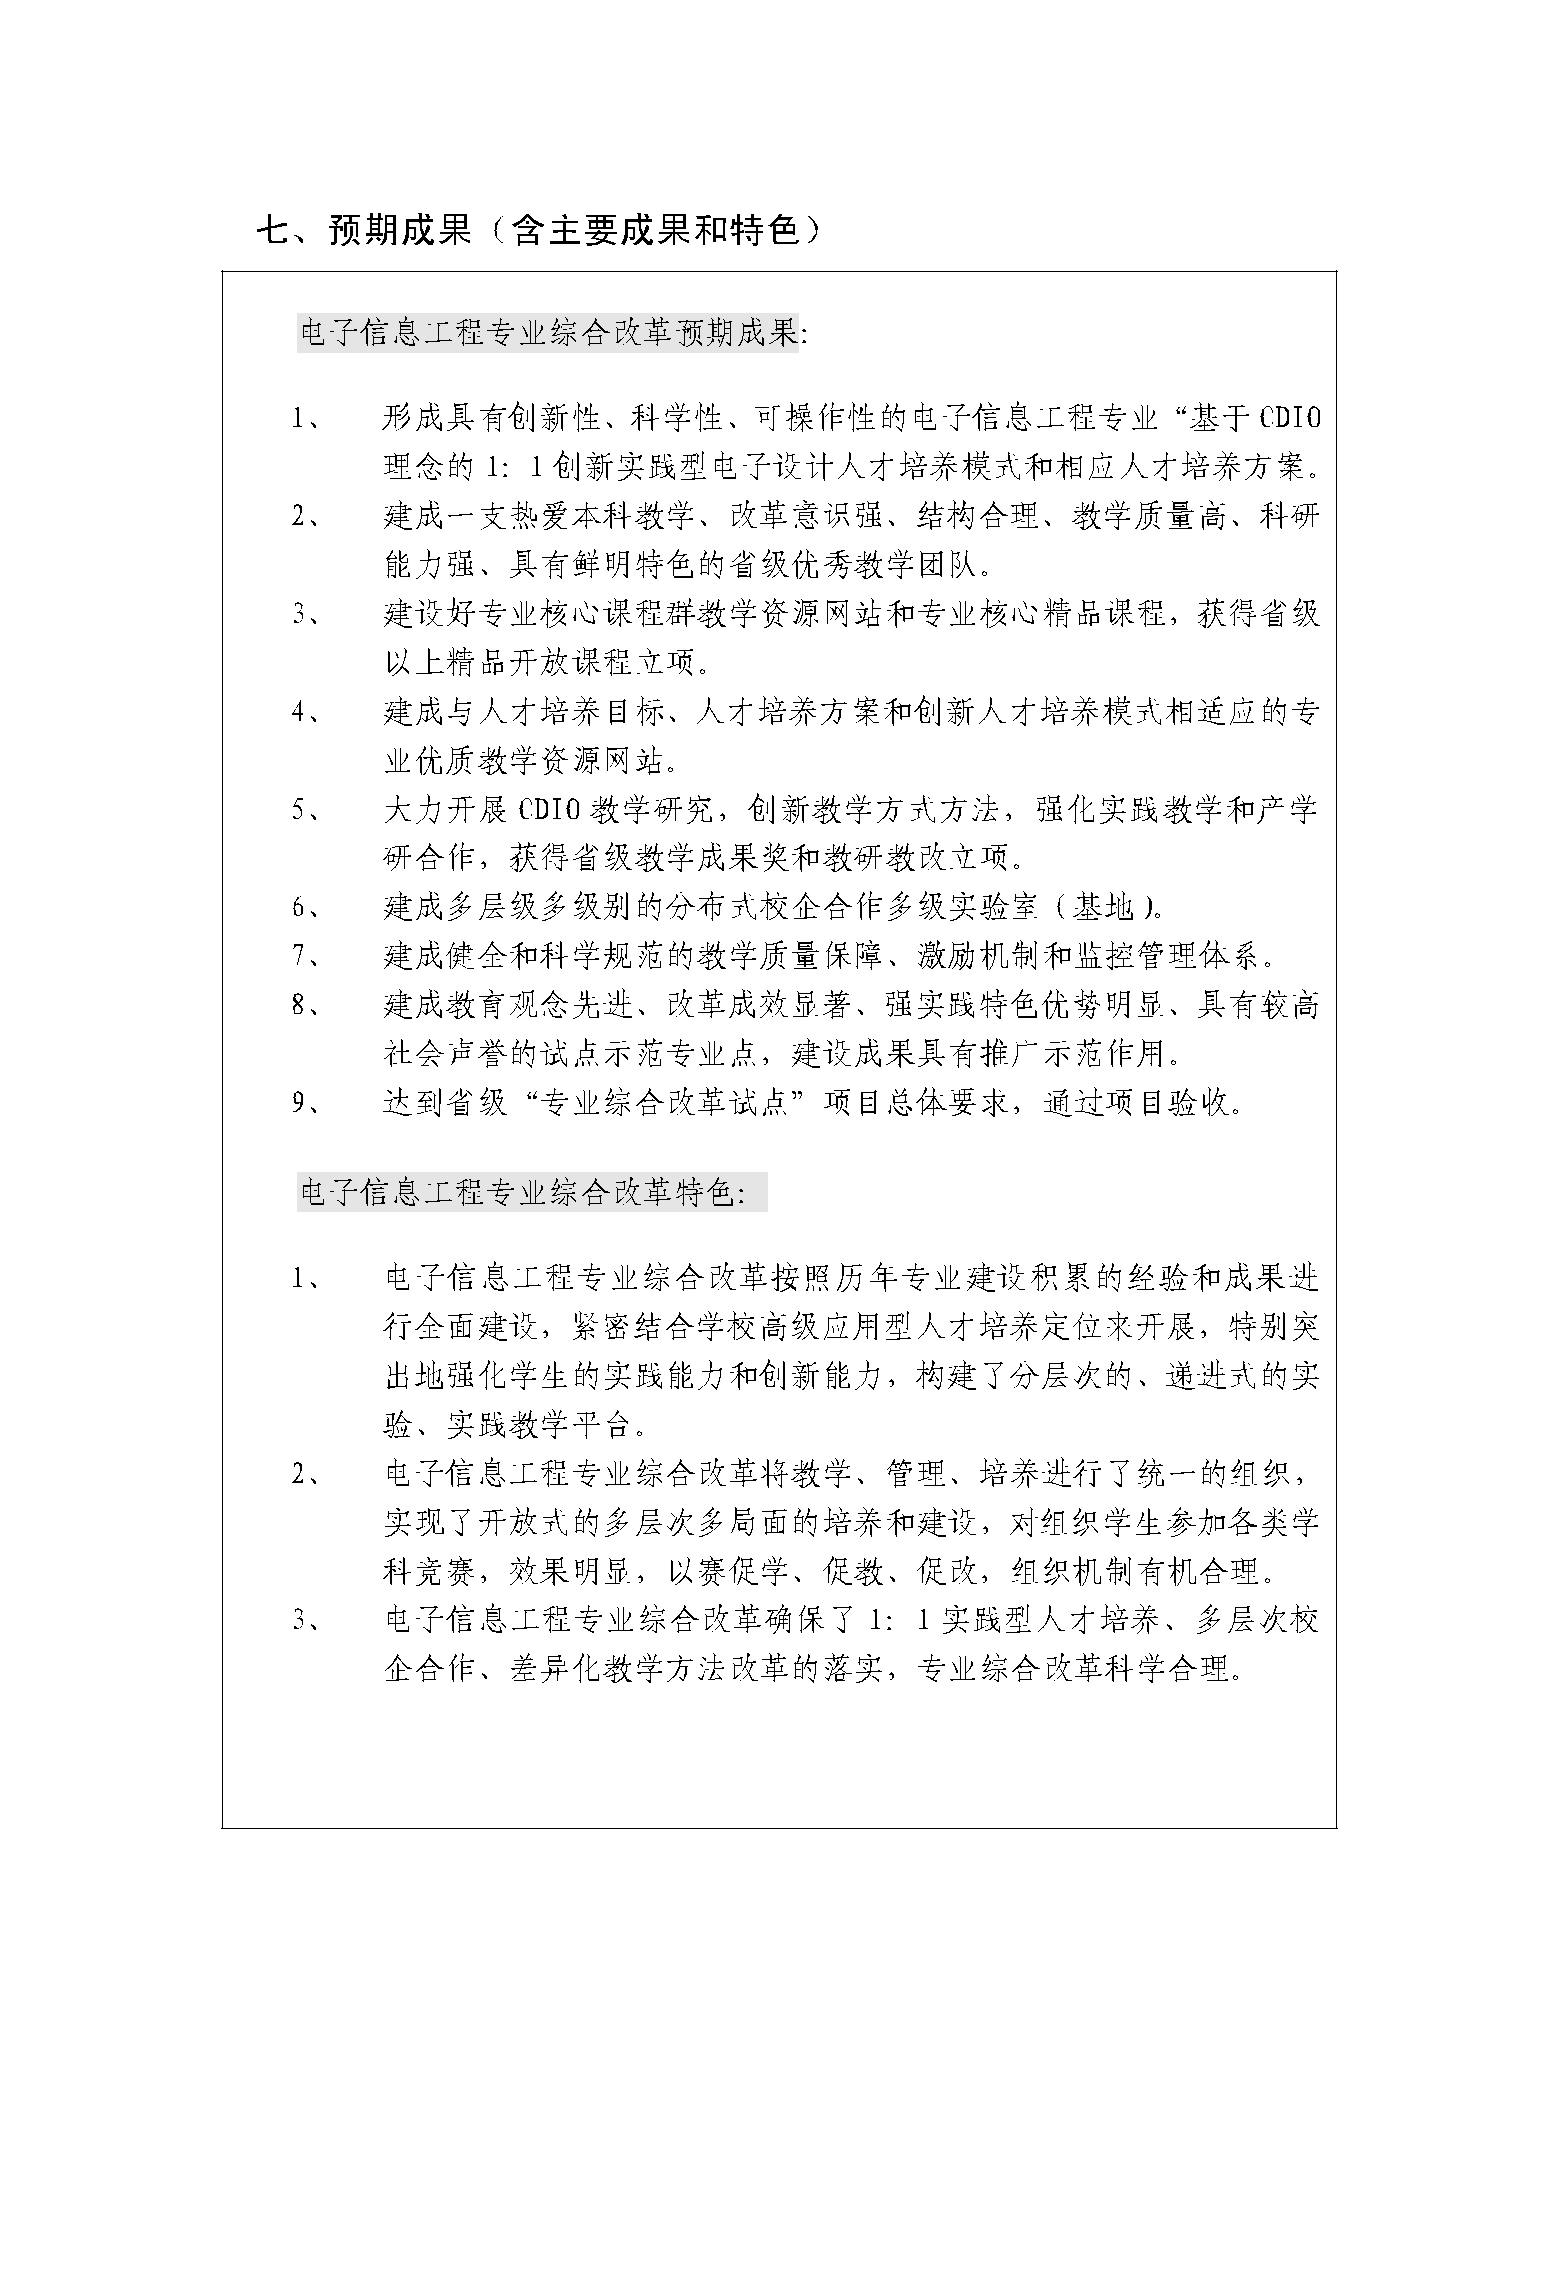 七、预期成果（含主要成果和特色）
电子信息工程专业综合改革预期成果：
1、 形成具有创新性、科学性、可操作性的电子信息工程专业“基于 CDIO
理念的 1：1 创新实践型电子设计人才培养模式和相应人才培养方案。
2、 建成一支热爱本科教学、改革意识强、结构合理、教学质量高、科研
能力强、具有鲜明特色的省级优秀教学团队。
3、 建设好专业核心课程群教学资源网站和专业核心精品课程，获得省级
以上精品开放课程立项。
4、 建成与人才培养目标、人才培养方案和创新人才培养模式相适应的专
业优质教学资源网站。
5、 大力开展 CDIO 教学研究，创新教学方式方法，强化实践教学和产学
研合作，获得省级教学成果奖和教研教改立项。
6、 建成多层级多级别的分布式校企合作多级实验室（基地）。
7、 建成健全和科学规范的教学质量保障、激励机制和监控管理体系。
8、 建成教育观念先进、改革成效显著、强实践特色优势明显、具有较高
社会声誉的试点示范专业点，建设成果具有推广示范作用。
9、 达到省级“专业综合改革试点”项目总体要求，通过项目验收。
电子信息工程专业综合改革特色：
1、 电子信息工程专业综合改革按照历年专业建设积累的经验和成果进
行全面建设，紧密结合学校高级应用型人才培养定位来开展，特别突
出地强化学生的实践能力和创新能力，构建了分层次的、递进式的实
验、实践教学平台。
2、 电子信息工程专业综合改革将教学、管理、培养进行了统一的组织，
实现了开放式的多层次多局面的培养和建设，对组织学生参加各类学
科竞赛，效果明显，以赛促学、促教、促改，组织机制有机合理。
3、 电子信息工程专业综合改革确保了 1：1 实践型人才培养、多层次校
企合作、差异化教学方法改革的落实，专业综合改革科学合理。